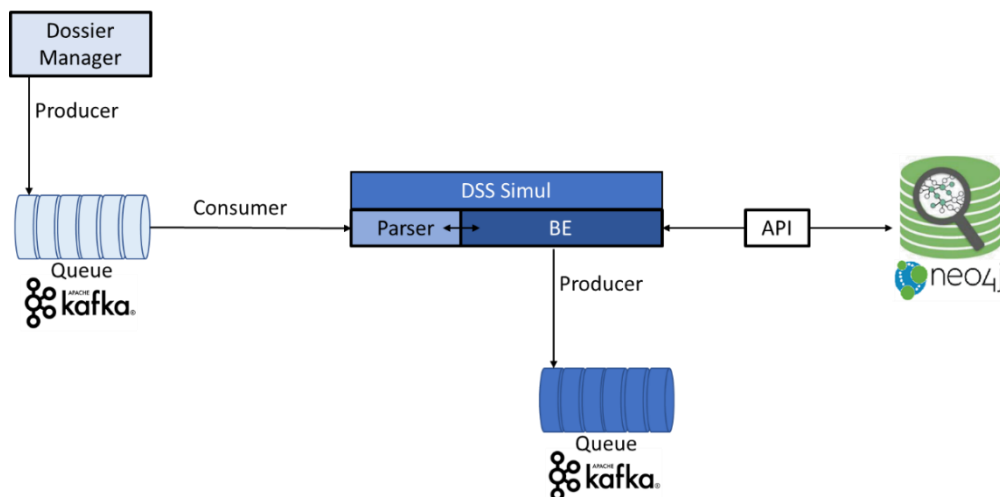 Dossier
Manager
Producer
DSS Simul
Consumer
Parser
BE
API
Queue
APACHE
kafka®
neo4j
Producer
Queue
APACHE
kafka®